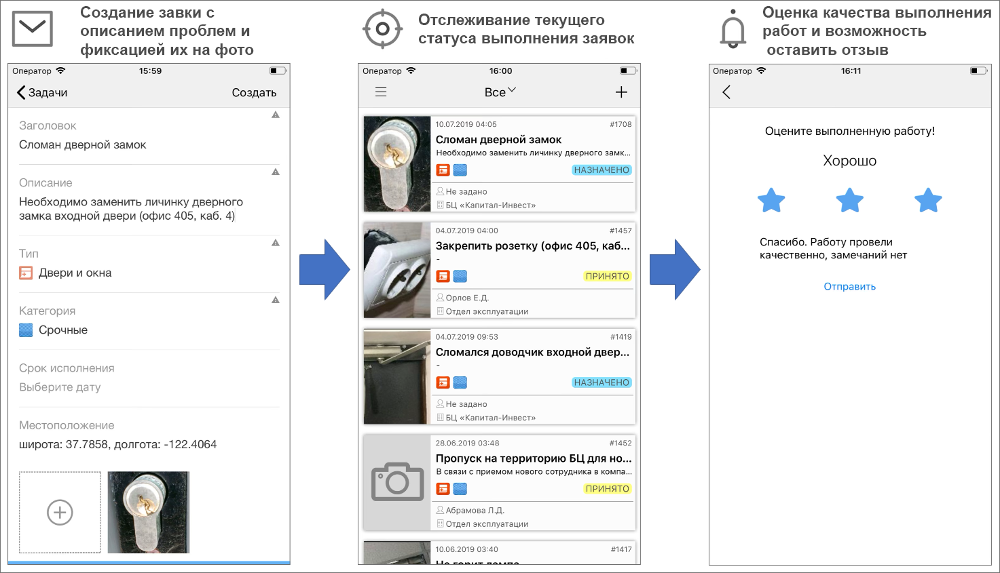 Создание завки с
описанием проблем и
фиксацией их на фото
Оператор 15:59
Задачи Создать
Заголовок
Сломан дверной замок
Описание
Необходимо заменить личинку дверного
замка входной двери (офис 405, каб. 4)
Тип
Двери и окна
Категория
Срочные
Срок исполнения
Выберите дату
Местоположение
широта: 37.7858, долгота: -122.4064
Отслеживание текущего
статуса выполнения заявок
Оператор 16:00
Все
10.07.2019 04:05 #1708
Сломан дверной замок
Необходимо заменить личинку дверного замк...
НАЗНАЧЕНО
Не задано
БЦ «Капитал-Инвест»
04.07.2019 04:00 #1457
Закрепить розетку (офис 405, каб...
-
ПРИНЯТО
Орлов Е.Д.
Отдел эксплуатации
04.07.2019 09:53 #1419
Сломался доводчик входной двер...
-
НАЗНАЧЕНО
Не задано
БЦ «Капитал-Инвест»
28.06.2019 03:48 #1452
Пропуск на территорию БЦ для но...
В связи с приемом нового сотрудника в компа...
ПРИНЯТО
Абрамова Л.Д.
Отдел эксплуатации
10.06.2019 03:40 #1417
Не горит лампа
Оценка качества выполнения
работ и возможность
оставить отзыв
Оператор 16:11
Оцените выполненную работу!
Хорошо
Спасибо. Работу провели
качественно, замечаний нет
Отправить